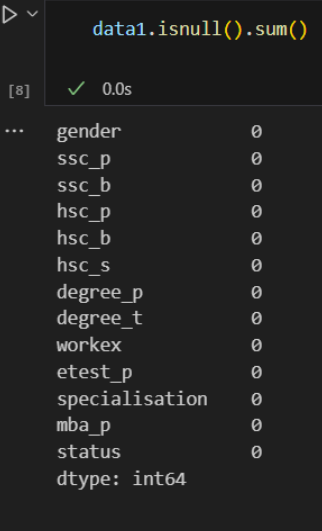 data1.isnull().sum()
[8] 0.0s
gender 0
ssc_p 0
ssc_b 0
hsc_p 0
hsc_b 0
hsc_s 0
degree_p 0
degree_t 0
workex 0
etest_p 0
specialisation 0
mba_p 0
status 0
dtype: int64